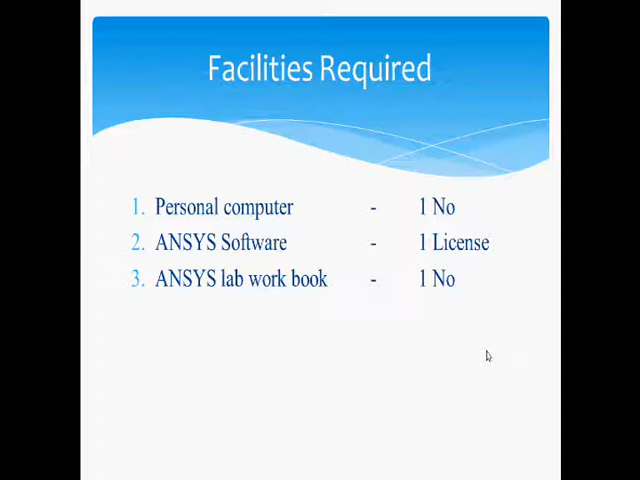 Facilities Required
1. Personal computer - 1 No
2. ANSYS Software - 1 License
3. ANSYS lab work book - 1 No